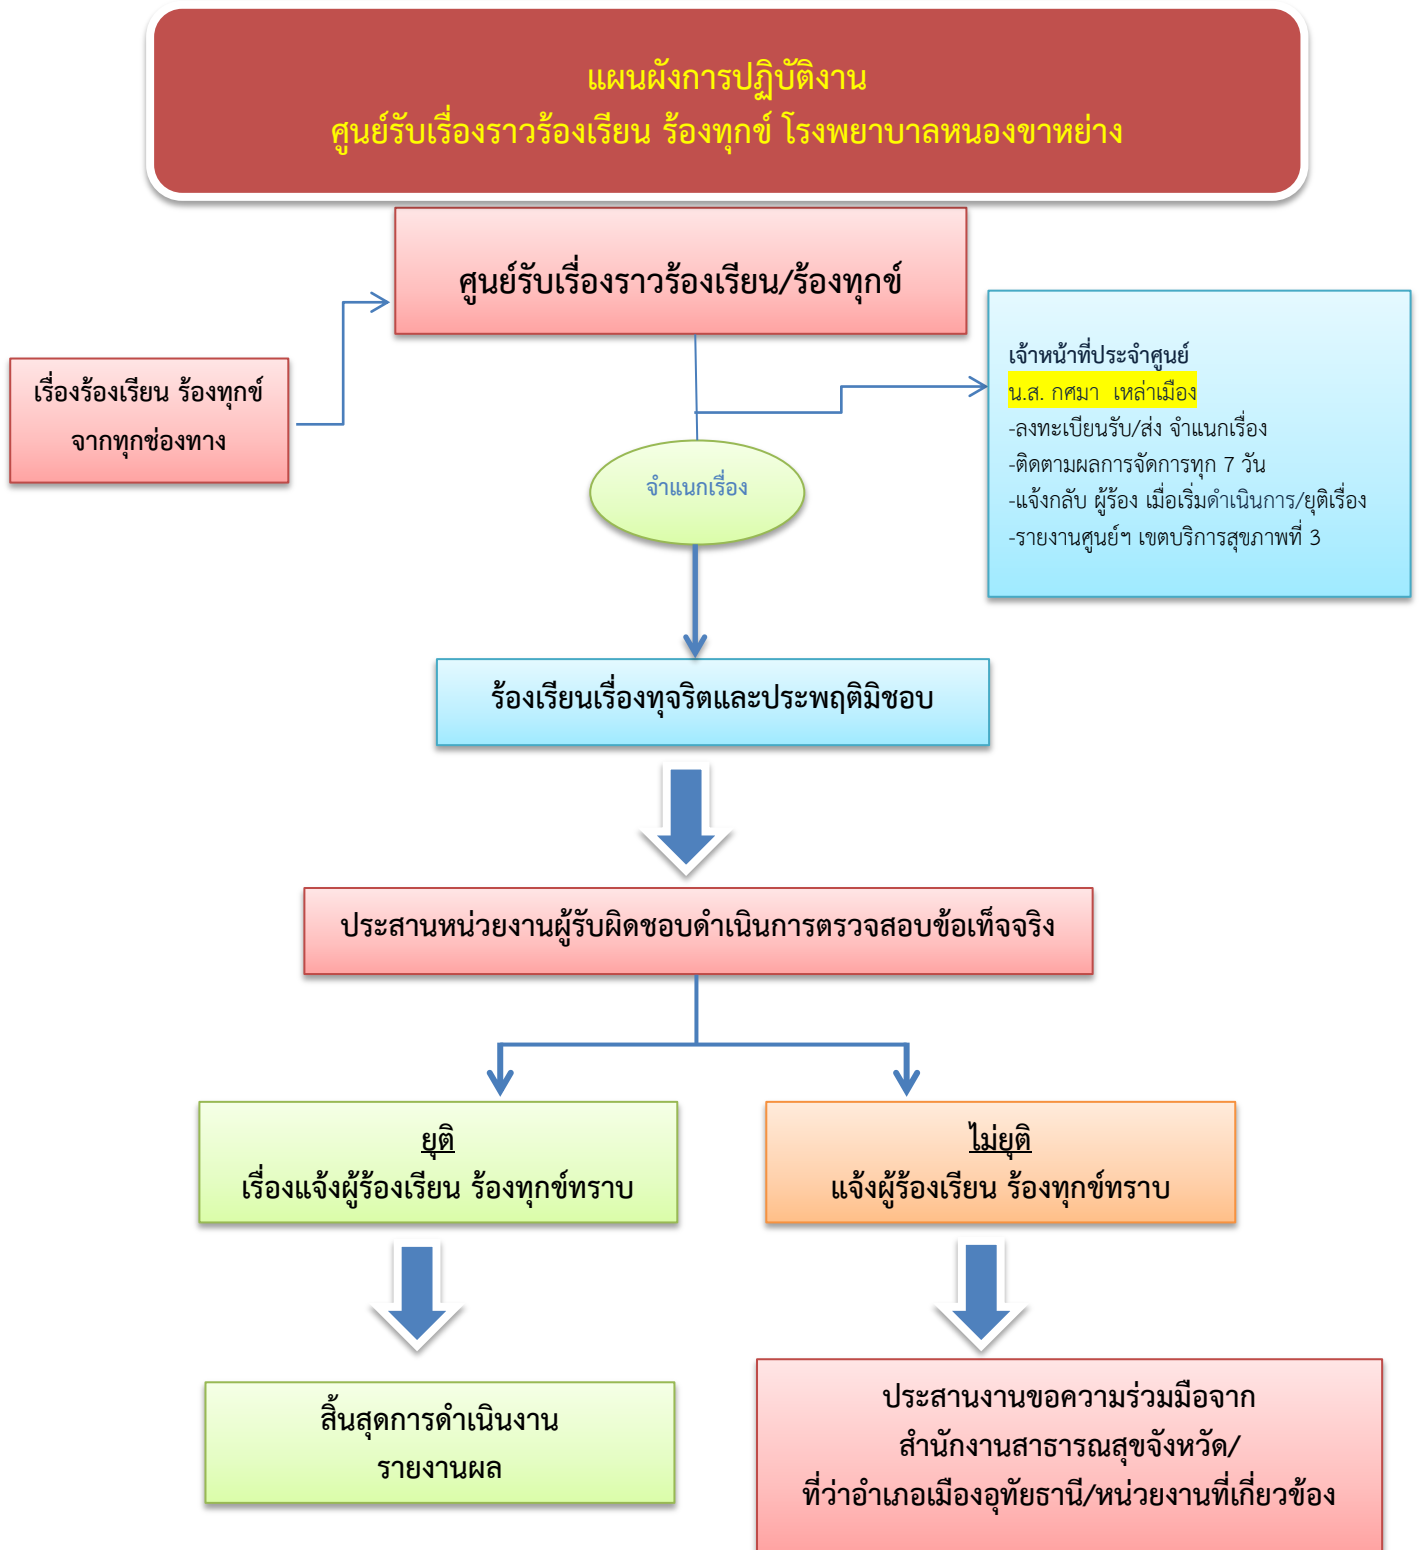 แผนผังการปฏิบัติงาน
ศูนย์รับเรื่องราวร้องเรียน ร้องทุกข์ โรงพยาบาลหนองขาหย่าง
ศูนย์รับเรื่องราวร้องเรียน/ร้องทุกข์
เรื่องร้องเรียน ร้องทุกข์
จากทุกช่องทาง
เจ้าหน้าที่ประจำศูนย์
น.ส. กศมา  เหล่าเมือง
-ลงทะเบียนรับ/ส่ง จำแนกเรื่อง
-ติดตามผลการจัดการทุก 7 วัน
-แจ้งกลับ ผู้ร้อง เมื่อเริ่มดำเนินการ/ยุติเรื่อง
-รายงานศูนย์ฯ เขตบริการสุขภาพที่ 3
จำแนกเรื่อง
ร้องเรียนเรื่องทุจริตและประพฤติมิชอบ
ประสานหน่วยงานผู้รับผิดชอบดำเนินการตรวจสอบข้อเท็จจริง
ยุติ
เรื่องแจ้งผู้ร้องเรียน ร้องทุกข์ทราบ
ไม่ยุติ
แจ้งผู้ร้องเรียน ร้องทุกข์ทราบ
สิ้นสุดการดำเนินงาน
รายงานผล
ประสานงานขอความร่วมมือจาก
สำนักงานสาธารณสุขจังหวัด/
ที่ว่าอำเภอเมืองอุทัยธานี/หน่วยงานที่เกี่ยวข้อง